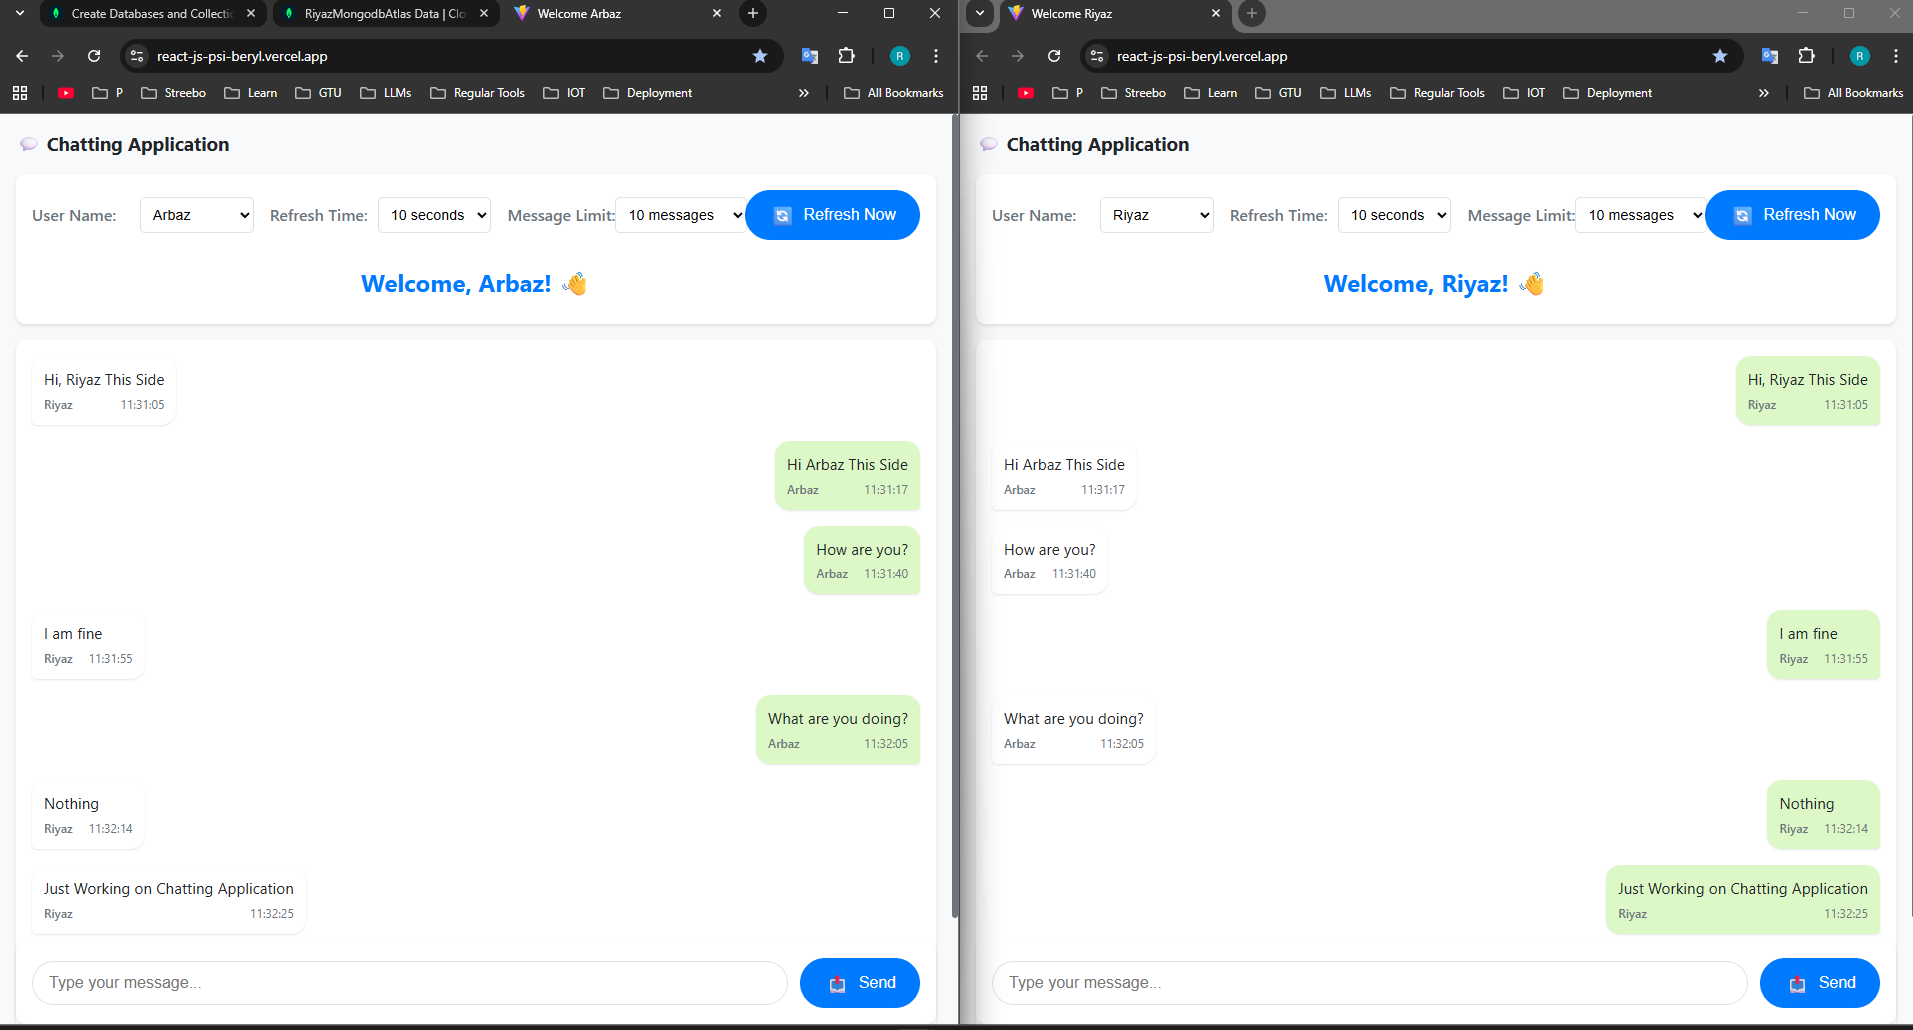 Create Databases and Collectic
RiyazMongodbAtlas Data | Clo
Welcome Arbaz
react-js-psi-beryl.vercel.app
R
P
Streebo
Learn
GTU
LLMs
Regular Tools
IOT
Deployment
»
All Bookmarks
Chatting Application
User Name:
Arbaz
Refresh Time:
10 seconds
Message Limit:
10 messages
Refresh Now
Welcome, Arbaz!
Hi, Riyaz This Side
Riyaz 11:31:05
Hi Arbaz This Side
Arbaz 11:31:17
How are you?
Arbaz 11:31:40
I am fine
Riyaz 11:31:55
What are you doing?
Arbaz 11:32:05
Nothing
Riyaz 11:32:14
Just Working on Chatting Application
Riyaz 11:32:25
Type your message...
Send
Welcome Riyaz
react-js-psi-beryl.vercel.app
R
P
Streebo
Learn
GTU
LLMs
Regular Tools
IOT
Deployment
»
All Bookmarks
Chatting Application
User Name:
Riyaz
Refresh Time:
10 seconds
Message Limit:
10 messages
Refresh Now
Welcome, Riyaz!
Hi, Riyaz This Side
Riyaz 11:31:05
Hi Arbaz This Side
Arbaz 11:31:17
How are you?
Arbaz 11:31:40
I am fine
Riyaz 11:31:55
What are you doing?
Arbaz 11:32:05
Nothing
Riyaz 11:32:14
Just Working on Chatting Application
Riyaz 11:32:25
Type your message...
Send